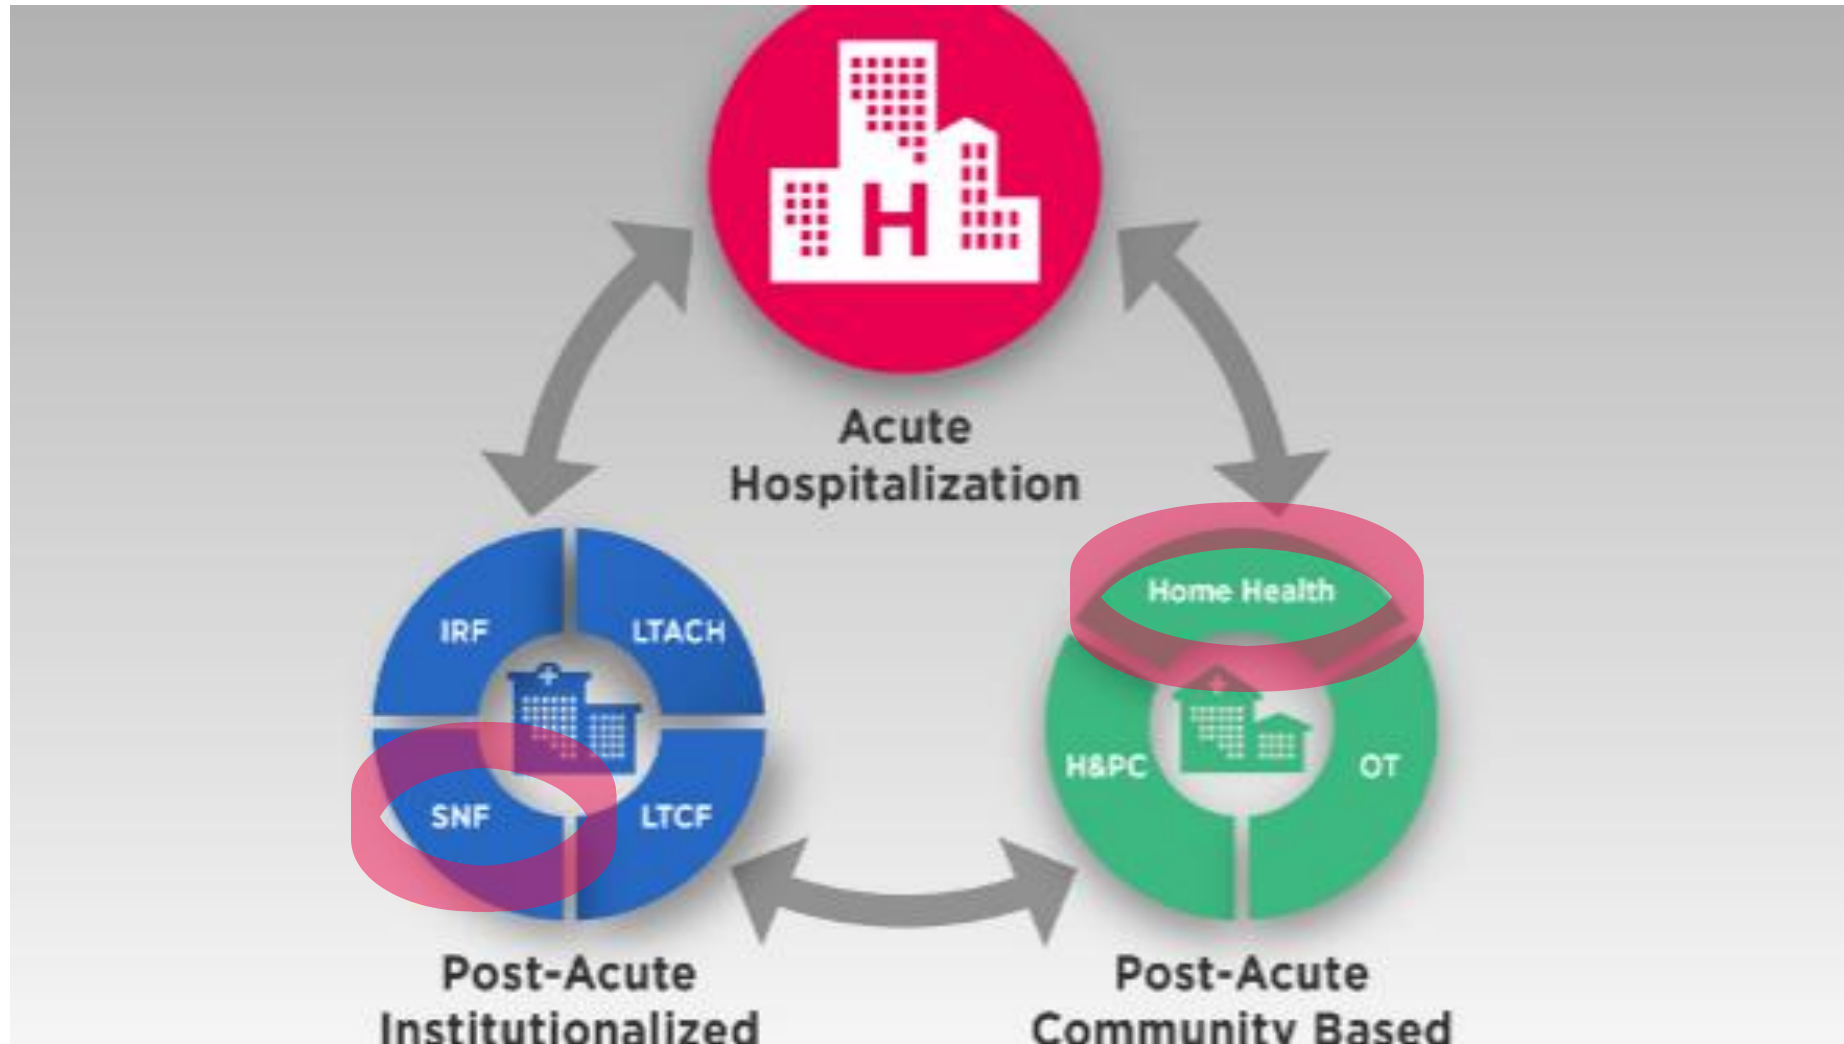 H
Acute
Hospitalization
IRF
LTACH
SNF
LTCF
Home Health
H&PC
OT
Post-Acute
Institutionalized
Post-Acute
Community Based